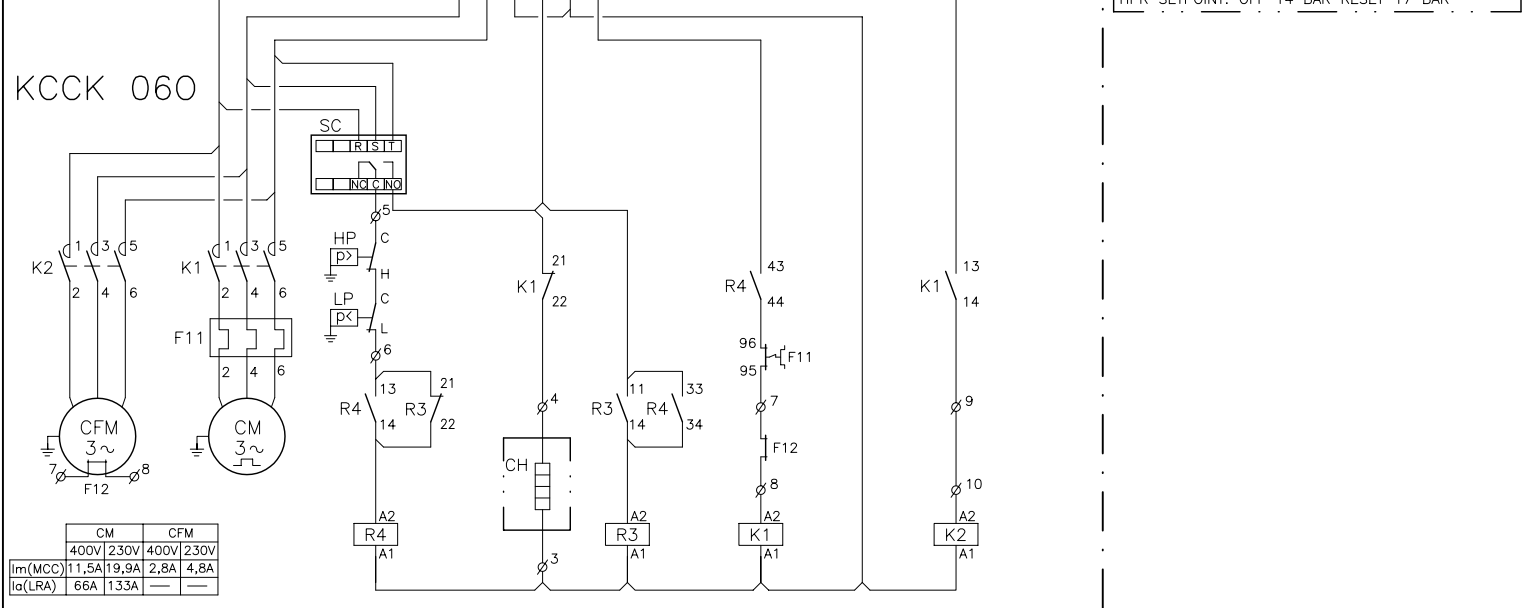 HPR SETPOINT: OFF 14 BAR RESET 17 BAR
KCCK 060
SC
R S T
NC C NO
5
HP C
p>
H
LP C
p<
L
6
K2 1 3 5
2 4 6
K1 1 3 5
2 4 6
F11
2 4 6
CFM
3~
7 8
F12
CM
3~
13 21
R4 R3
14 22
A2
R4
A1
21
K1
22
4
CH
3
11 33
R3 R4
14 34
A2
R3
A1
43
R4
44
96
F11
95
7
F12
8
A2
K1
A1
13
K1
14
9
10
A2
K2
A1
CM CFM
400V 230V 400V 230V
Im(MCC) 11,5A 19,9A 2,8A 4,8A
Ia(LRA) 66A 133A — —